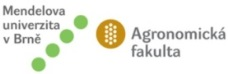 Mendelova
univerzita
v Brně
Agronomická
fakulta